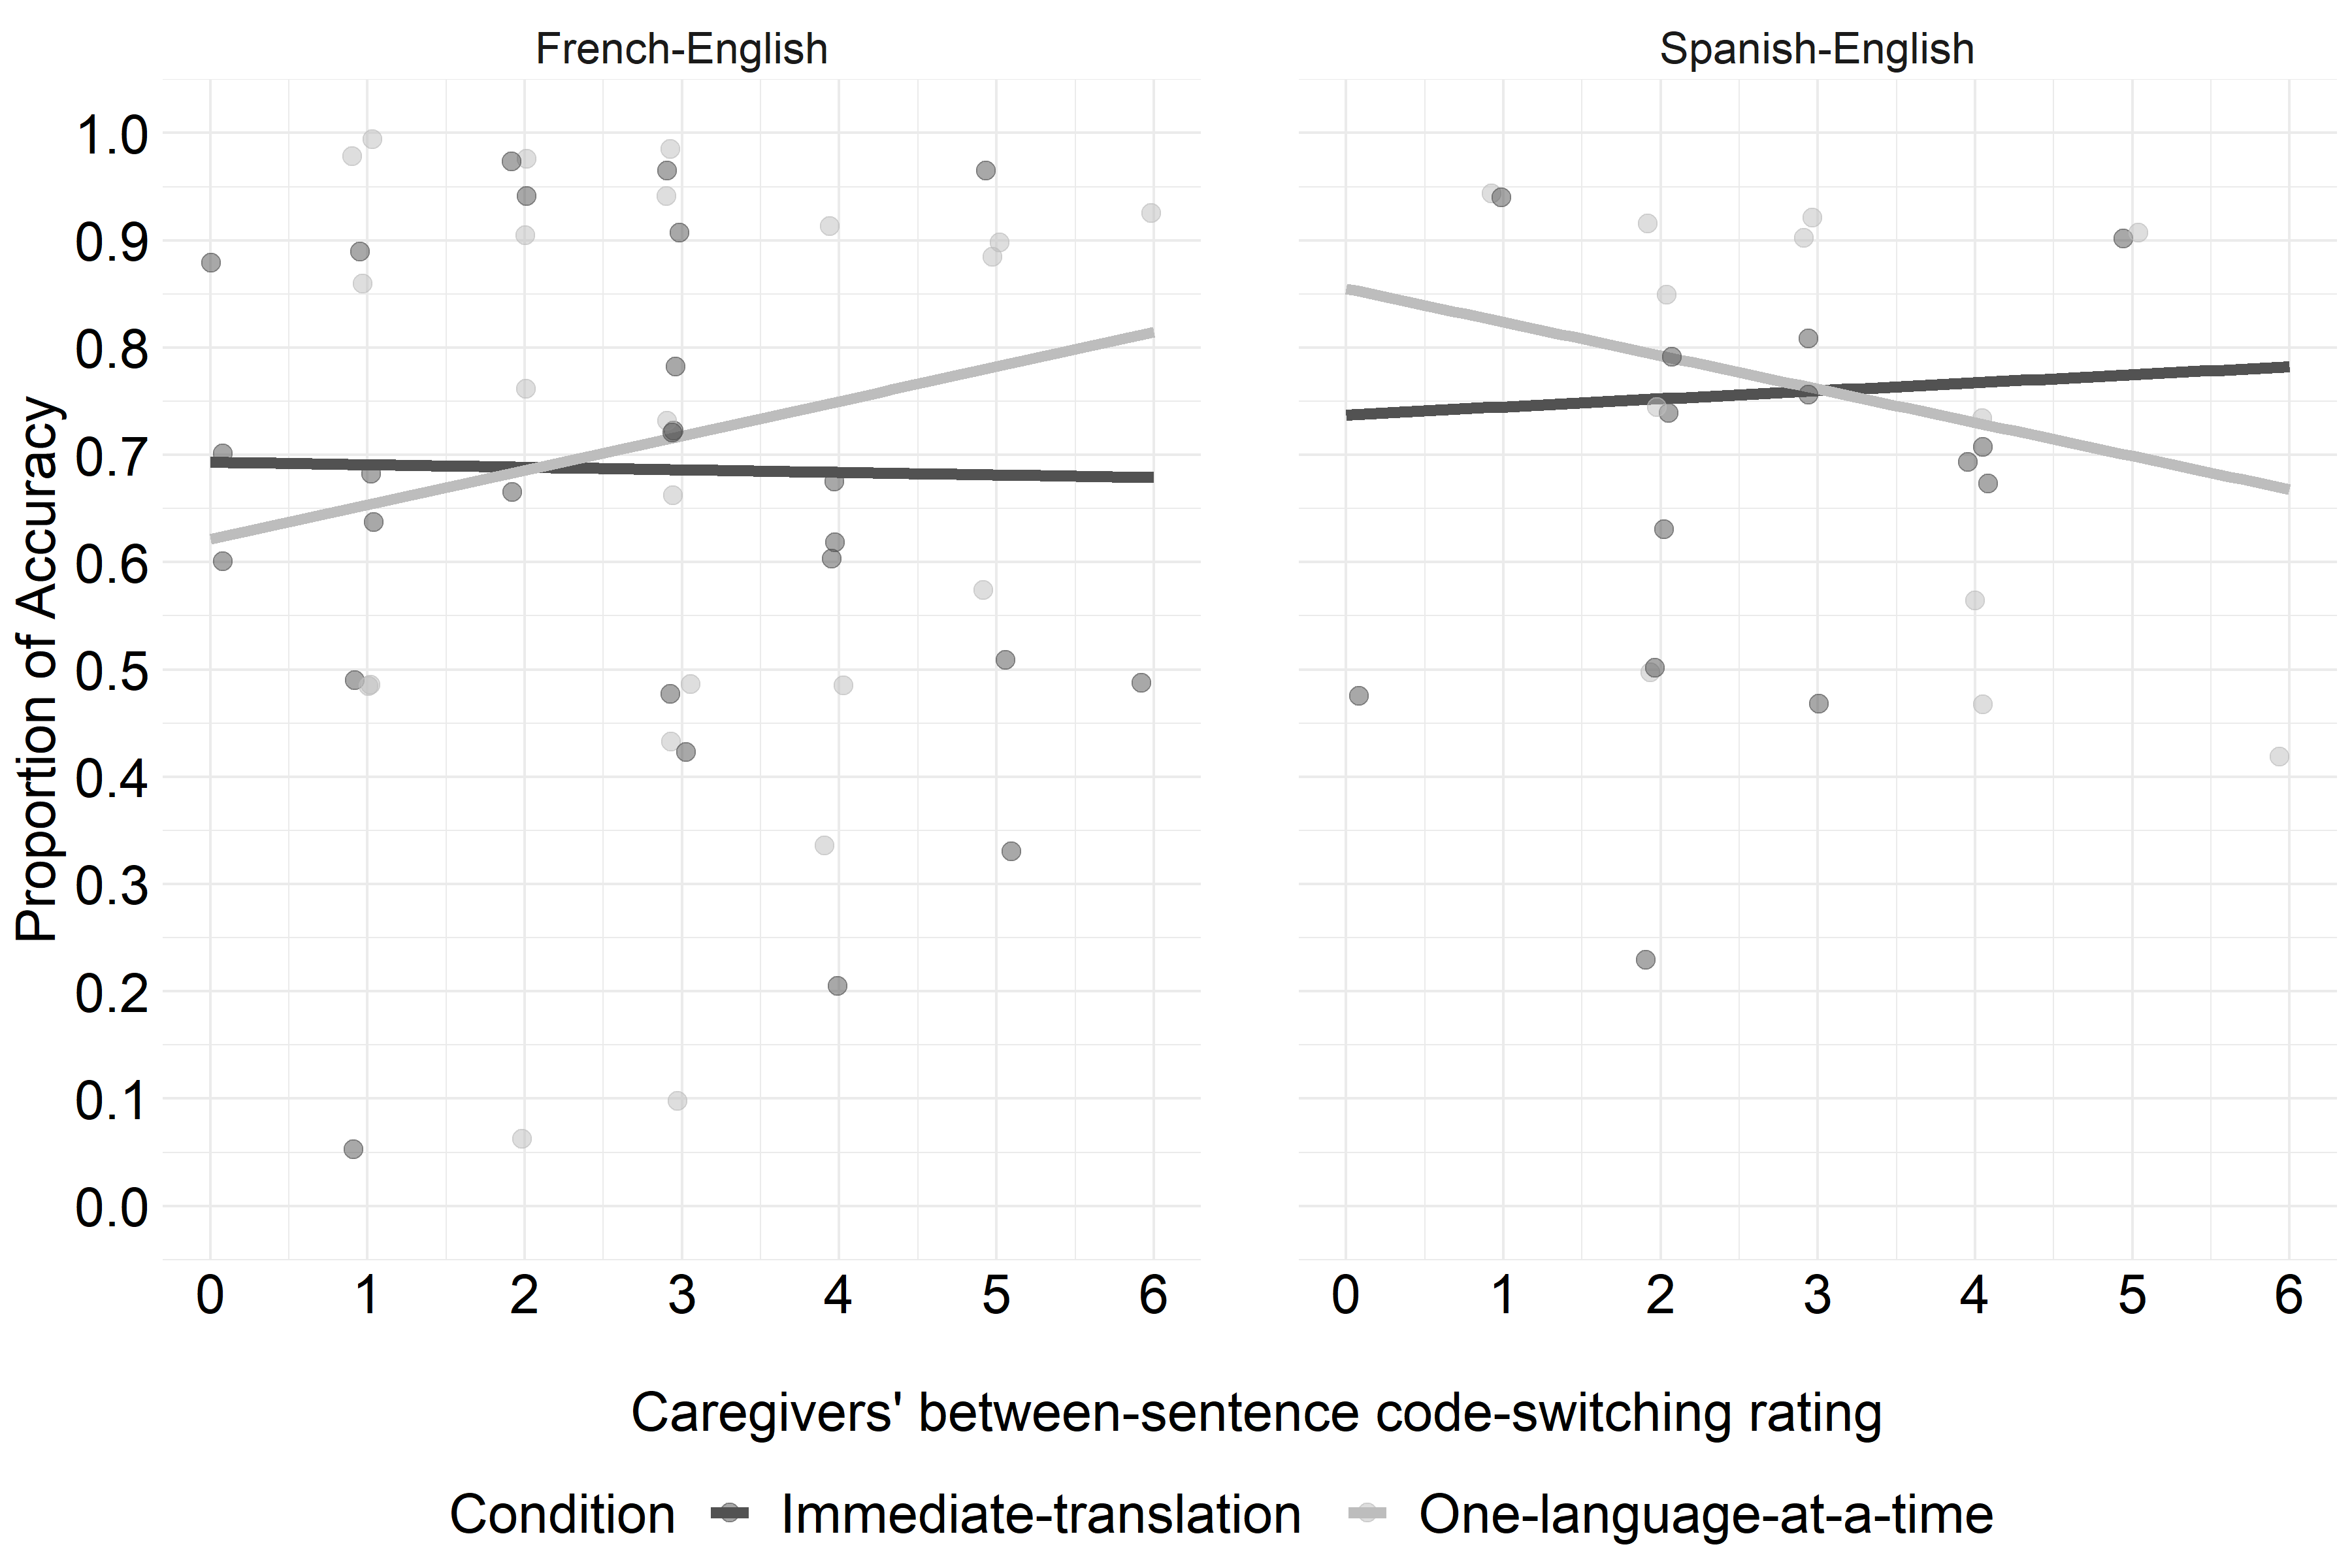 French-English Spanish-English
Proportion of Accuracy
1.0
0.9
0.8
0.7
0.6
0.5
0.4
0.3
0.2
0.1
0.0
0 1 2 3 4 5 6 0 1 2 3 4 5 6
Caregivers' between-sentence code-switching rating
Condition Immediate-translation One-language-at-a-time